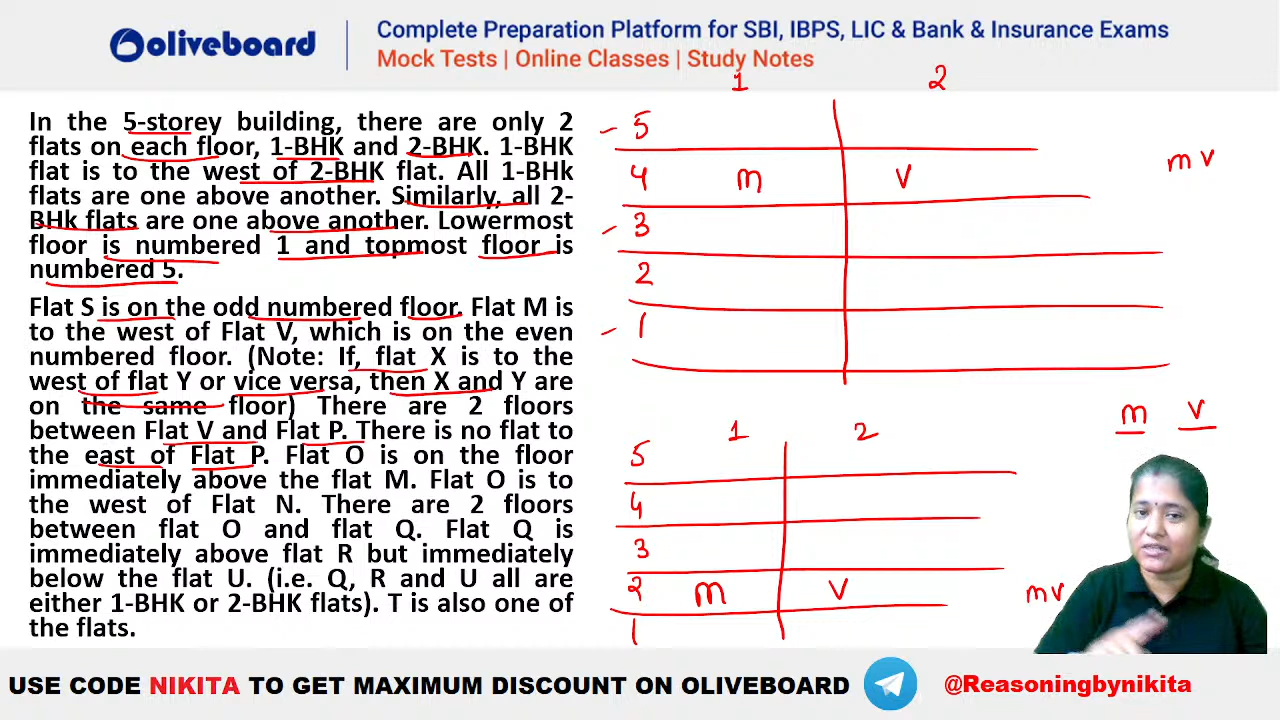 oliveboard
Complete Preparation Platform for SBI, IBPS, LIC & Bank & Insurance Exams
Mock Tests | Online Classes | Study Notes
In the 5-storey building, there are only 2
flats on each floor, 1-BHK and 2-BHK. 1-BHK
flat is to the west of 2-BHK flat. All 1-BHk
flats are one above another. Similarly, all 2-
BHk flats are one above another. Lowermost
floor is numbered 1 and topmost floor is
numbered 5.
Flat S is on the odd numbered floor. Flat M is
to the west of Flat V, which is on the even
numbered floor. (Note: If, flat X is to the
west of flat Y or vice versa, then X and Y are
on the same floor) There are 2 floors
between Flat V and Flat P. There is no flat to
the east of Flat P. Flat O is on the floor
immediately above the flat M. Flat O is to
the west of Flat N. There are 2 floors
between flat O and flat Q. Flat Q is
immediately above flat R but immediately
below the flat U. (i.e. Q, R and U all are
either 1-BHK or 2-BHK flats). T is also one of
the flats.
1 2
- 5
4 m v
m v
- 3
2
- 1
m v
1 2
5
4
3
2 m v
mv
1
USE CODE NIKITA TO GET MAXIMUM DISCOUNT ON OLIVEBOARD
@Reasoningbynikita